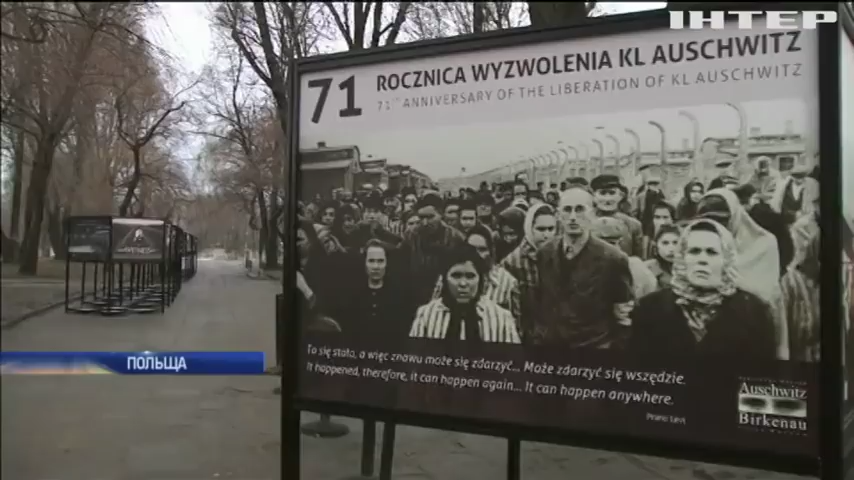 ІНТЕР
71
ROCZNICA WYZWOLENIA KL AUSCHWITZ
71ST ANNIVERSARY OF THE LIBERATION OF KL AUSCHWITZ
To się stało, a więc znowu może się zdarzyć... Może zdarzyć się wszędzie.
It happened, therefore, it can happen again... It can happen anywhere.
Primo Levi
Auschwitz
Birkenau
ПОЛЬЩА